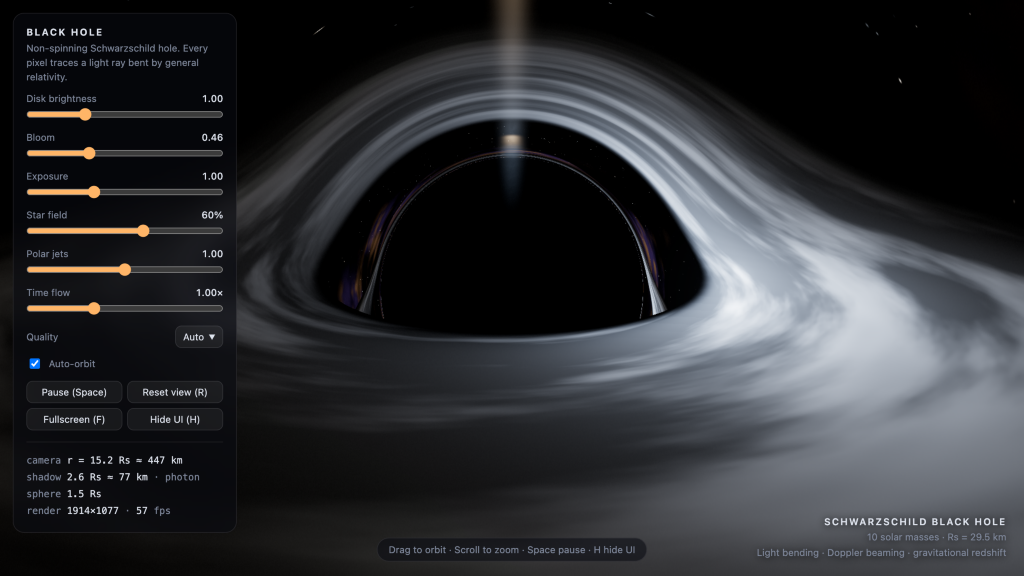 BLACK HOLE
Non-spinning Schwarzschild hole. Every
pixel traces a light ray bent by general
relativity.
Disk brightness 1.00
Bloom 0.46
Exposure 1.00
Star field 60%
Polar jets 1.00
Time flow 1.00×
Quality Auto ▼
Auto-orbit
Pause (Space) Reset view (R)
Fullscreen (F) Hide UI (H)
camera r = 15.2 Rs ≈ 447 km
shadow 2.6 Rs ≈ 77 km · photon
sphere 1.5 Rs
render 1914×1077 · 57 fps
Drag to orbit · Scroll to zoom · Space pause · H hide UI
SCHWARZSCHILD BLACK HOLE
10 solar masses · Rs = 29.5 km
Light bending · Doppler beaming · gravitational redshift